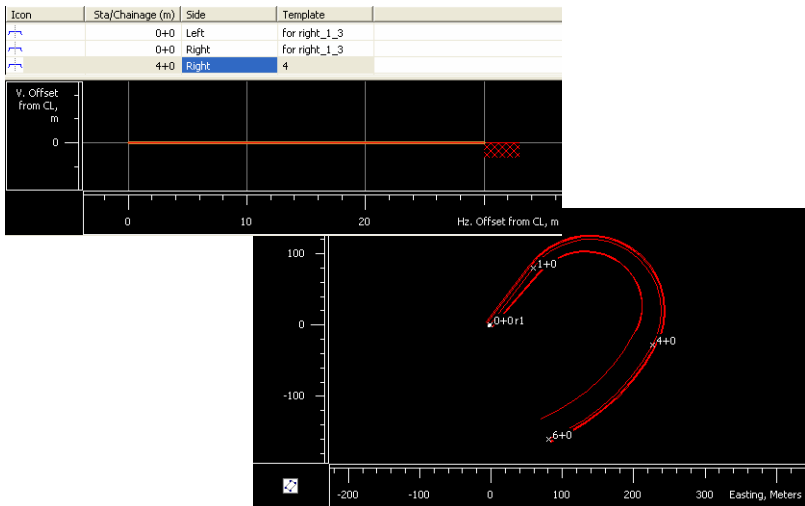 Icon Sta/Chainage (m) Side Template
0+0 Left for right_1_3
0+0 Right for right_1_3
4+0 Right 4
V. Offset
from CL,
m
0
0 10 20 Hz. Offset from CL, m
100
0
-100
1+0
0+0r1
4+0
6+0
-200 -100 0 100 200 300 Easting, Meters